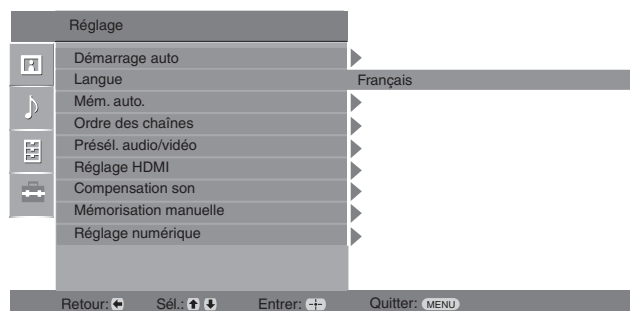 Réglage
Démarrage auto
Langue Français
Mém. auto.
Ordre des chaînes
Présél. audio/vidéo
Réglage HDMI
Compensation son
Mémorisation manuelle
Réglage numérique
Retour: Sél.: Entrer: Quitter: MENU